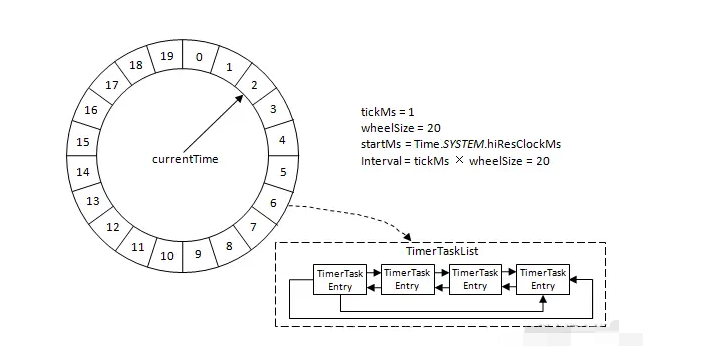 0
1
2
3
4
5
6
7
8
9
10
11
12
13
14
15
16
17
18
19
currentTime
tickMs = 1
wheelSize = 20
startMs = Time.SYSTEM.hiResClockMs
Interval = tickMs × wheelSize = 20
TimerTaskList
TimerTask
Entry
TimerTask
Entry
TimerTask
Entry
TimerTask
Entry